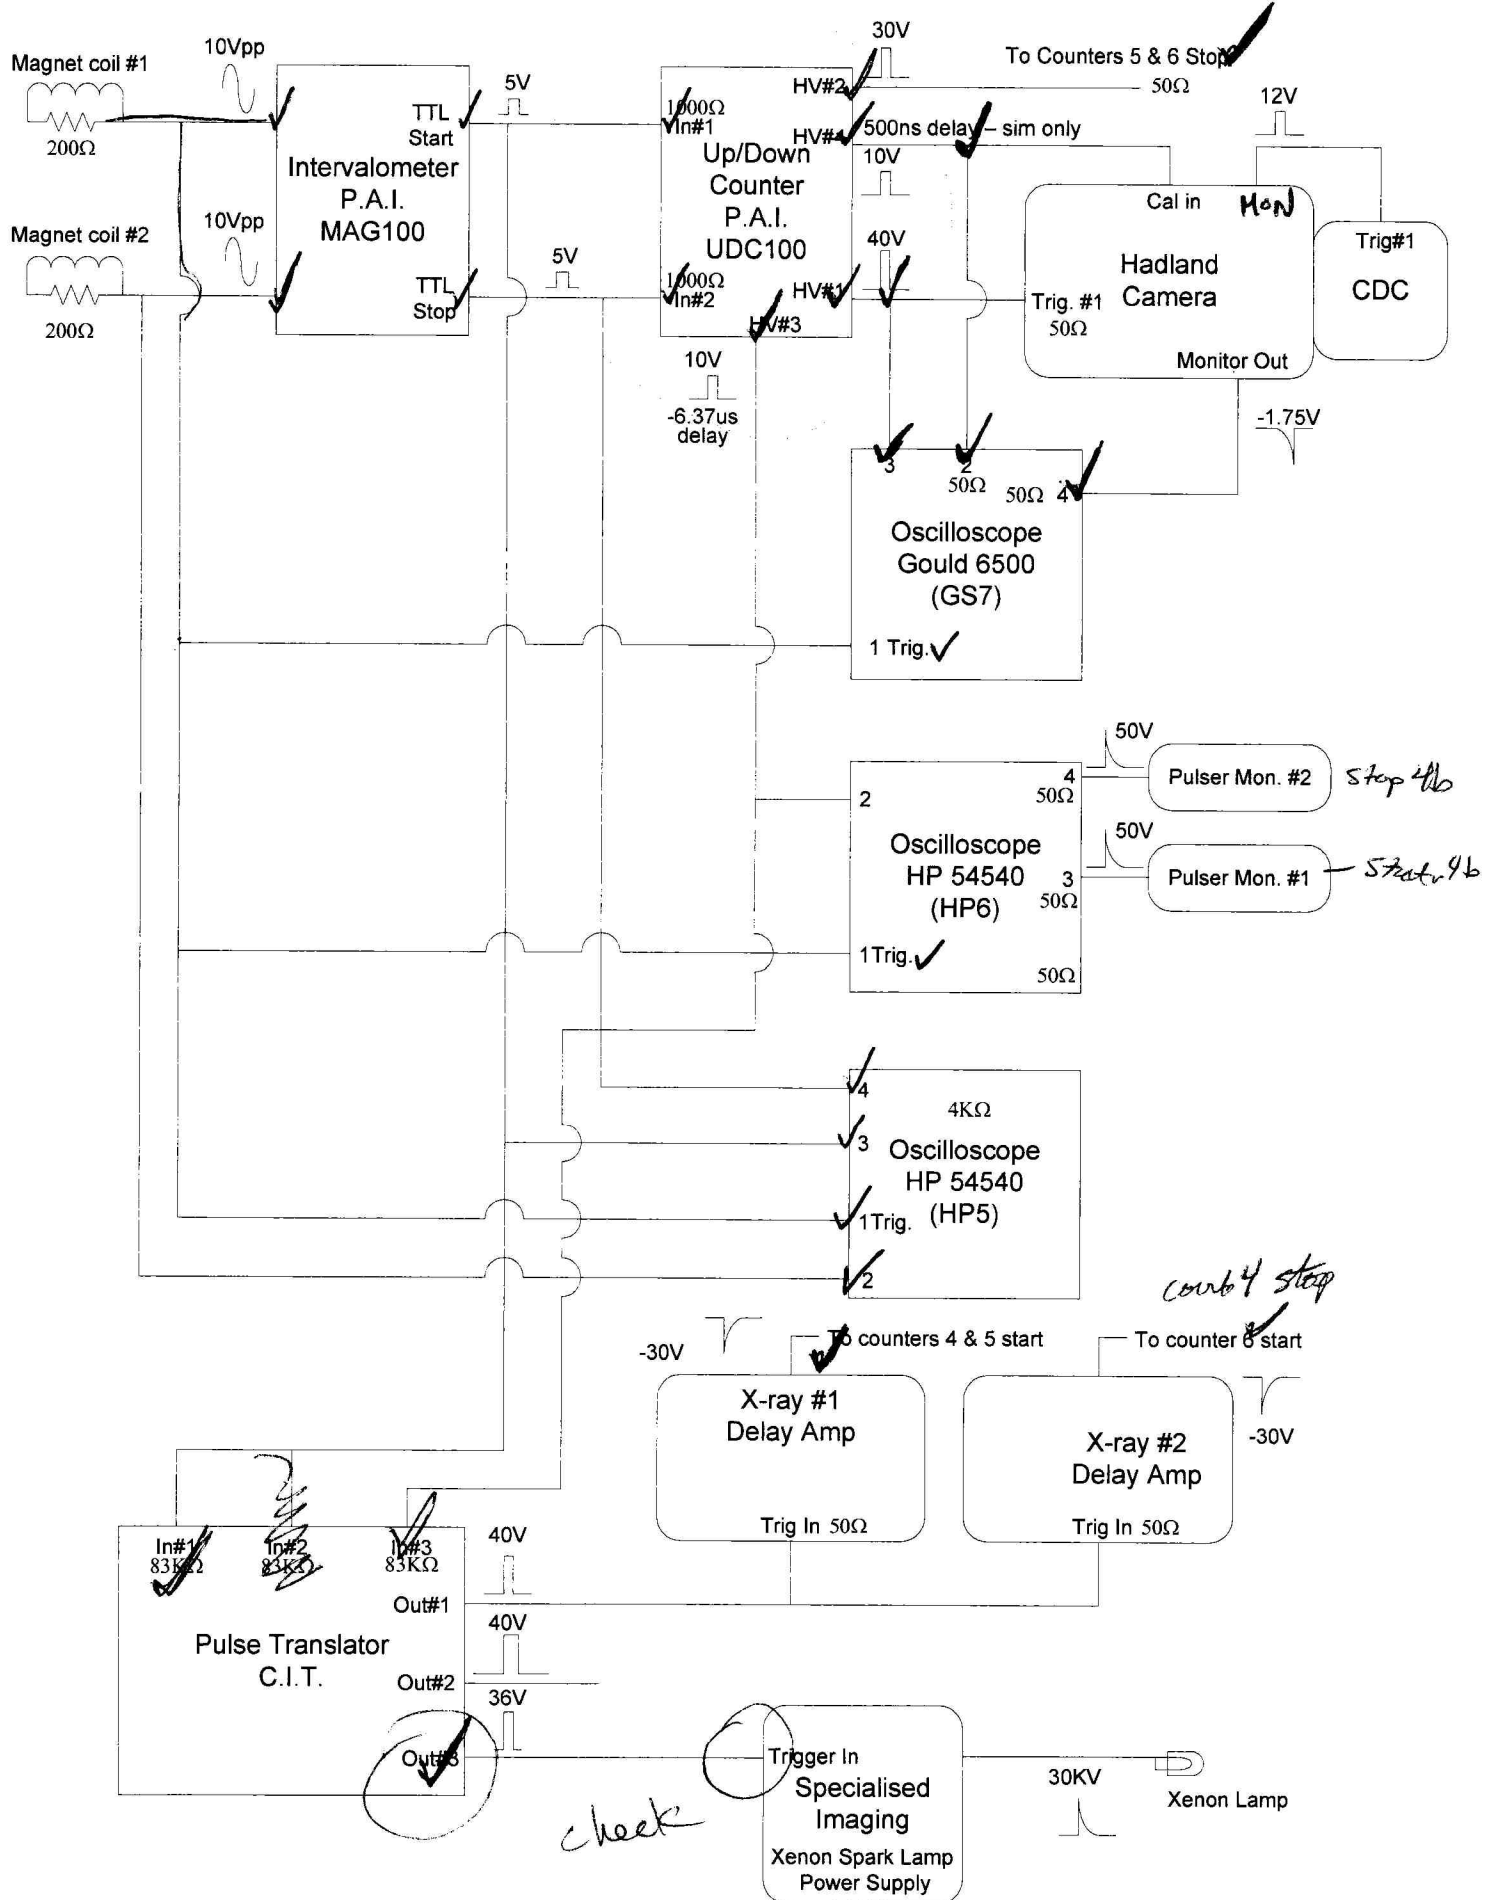 Magnet coil #1
200Ω
10Vpp
Magnet coil #2
200Ω
10Vpp
TTL
Start
Intervalometer
P.A.I.
MAG100
TTL
Stop
5V
5V
1000Ω
In#1
Up/Down
Counter
P.A.I.
UDC100
1000Ω
In#2
HV#2
HV#4
HV#1
HV#3
30V
To Counters 5 & 6 Stop
50Ω
500ns delay – sim only
10V
40V
10V
-6.37us
delay
12V
Cal in
MON
Hadland
Camera
Trig. #1
50Ω
Monitor Out
Trig#1
CDC
-1.75V
3
2
50Ω
50Ω 4
Oscilloscope
Gould 6500
(GS7)
1 Trig.
2
4
50Ω
Oscilloscope
HP 54540
(HP6)
3
50Ω
1Trig.
50Ω
50V
Pulser Mon. #2
Stop 4b
50V
Pulser Mon. #1
4
4KΩ
3
Oscilloscope
HP 54540
(HP5)
1Trig.
2
-30V
To counters 4 & 5 start
X-ray #1
Delay Amp
Trig In 50Ω
stop
To counter 6 start
-30V
X-ray #2
Delay Amp
Trig In 50Ω
In#1
83KΩ
In#2
83KΩ
In#3
83KΩ
Pulse Translator
C.I.T.
Out#1
40V
Out#2
40V
Out#3
36V
check
Trigger In
Specialised
Imaging
Xenon Spark Lamp
Power Supply
30KV
Xenon Lamp